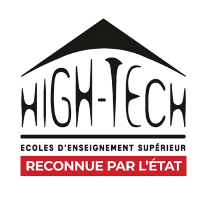 HIGH-TECH
ECOLES D'ENSEIGNEMENT SUPÉRIEUR
RECONNUE PAR L'ÉTAT